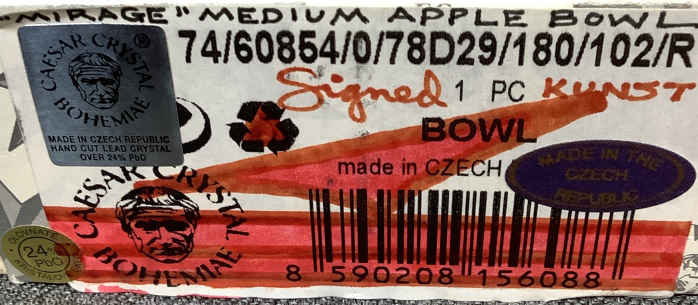 "MIRAGE" MEDIUM APPLE BOWL
74/60854/0/78D29/180/102/R
CAESAR CRYSTAL ®
BOHEMIAE
MADE IN CZECH REPUBLIC
HAND CUT LEAD CRYSTAL
OVER 24% PbO
Signed 1 PC KUNST
BOWL
made in CZECH
MADE IN THE
CZECH
REPUBLIC
CAESAR CRYSTAL
BOHEMIAE
24%
PbO
8 590208 156088